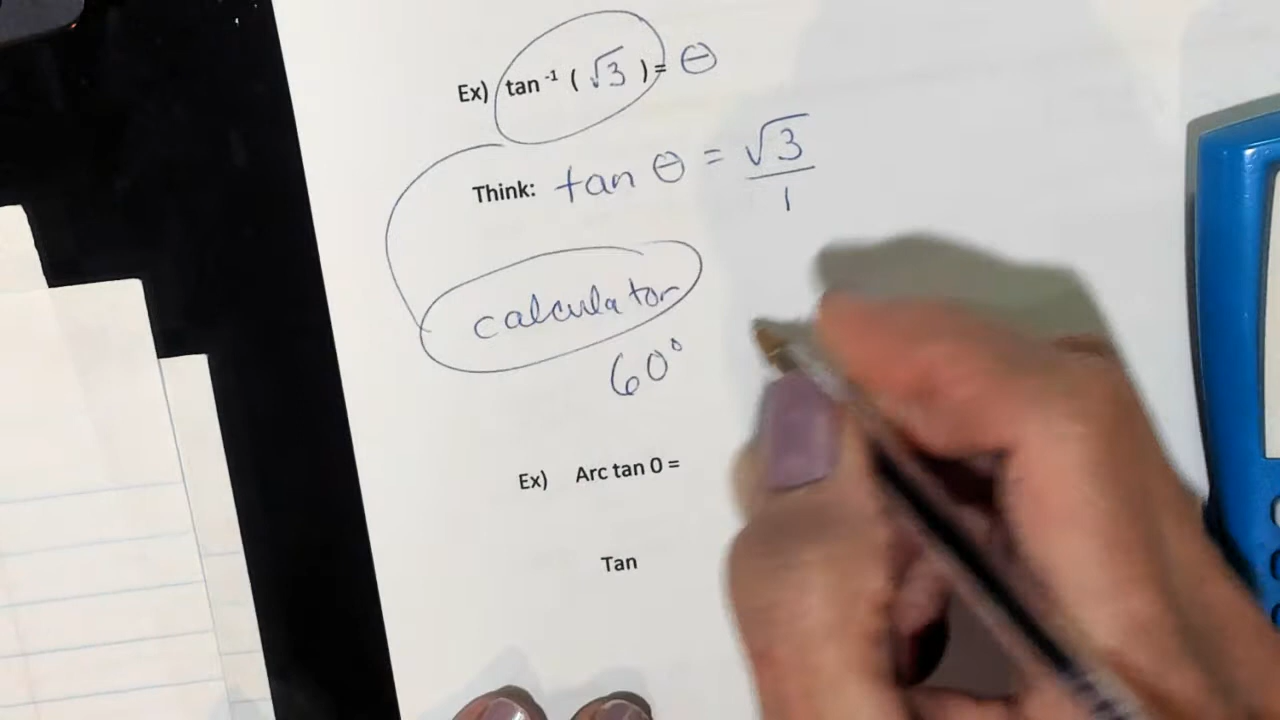 Ex) tan⁻¹ ( √3 ) = θ
Think: tan θ = √3/1
calculator
60°
Ex) Arc tan 0 =
Tan